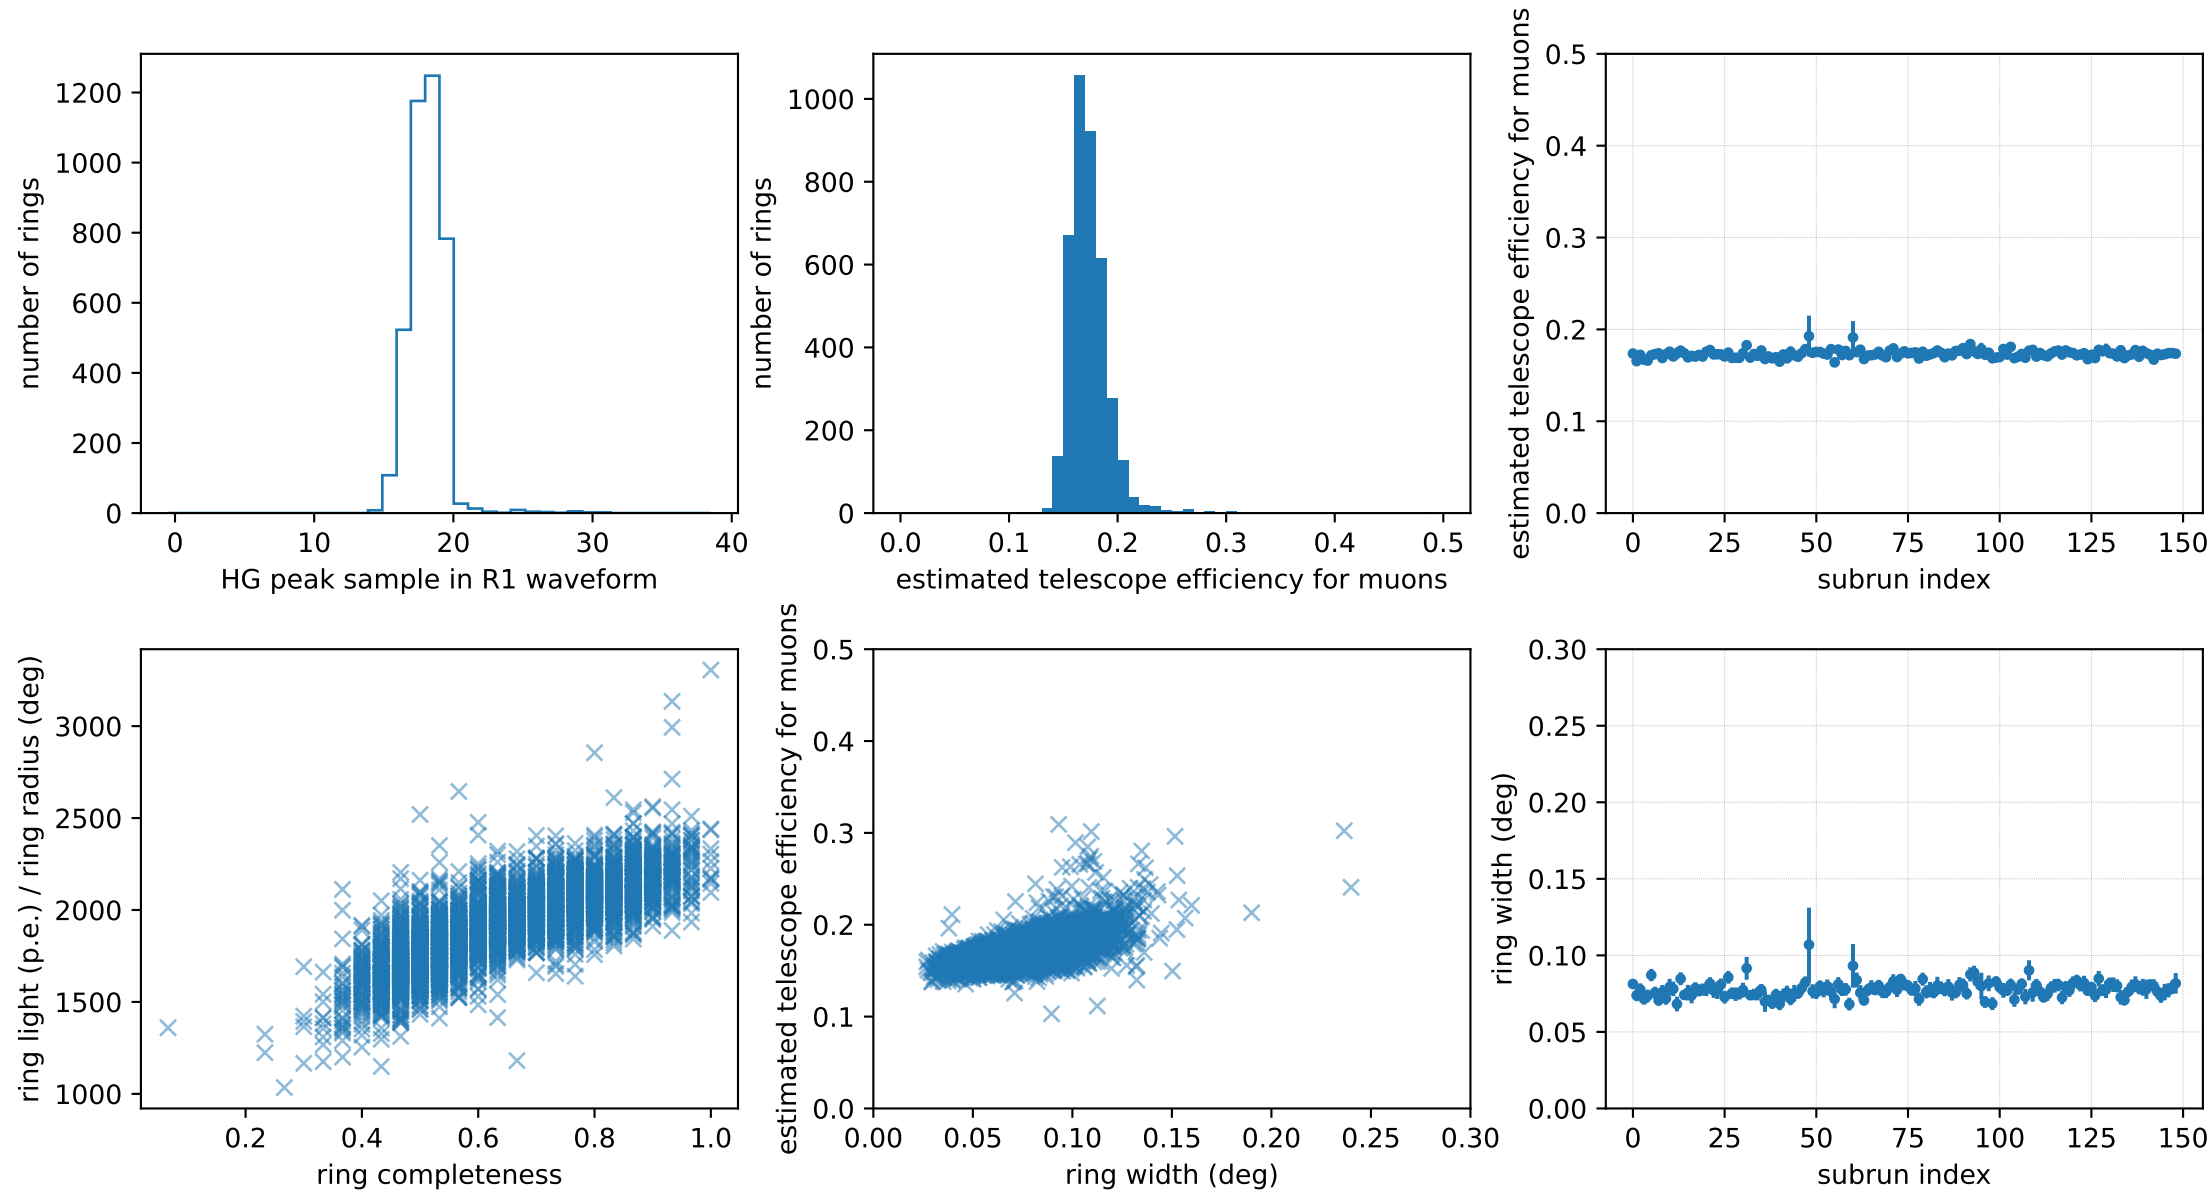 number of rings
1200
1000
800
600
400
200
0
0 10 20 30 40
HG peak sample in R1 waveform
number of rings
1000
800
600
400
200
0
0.0 0.1 0.2 0.3 0.4 0.5
estimated telescope efficiency for muons
estimated telescope efficiency for muons
0.5
0.4
0.3
0.2
0.1
0.0
0 25 50 75 100 125 150
subrun index
ring light (p.e.) / ring radius (deg)
3000
2500
2000
1500
1000
0.2 0.4 0.6 0.8 1.0
ring completeness
estimated telescope efficiency for muons
0.5
0.4
0.3
0.2
0.1
0.0
0.00 0.05 0.10 0.15 0.20 0.25 0.30
ring width (deg)
ring width (deg)
0.30
0.25
0.20
0.15
0.10
0.05
0.00
0 25 50 75 100 125 150
subrun index